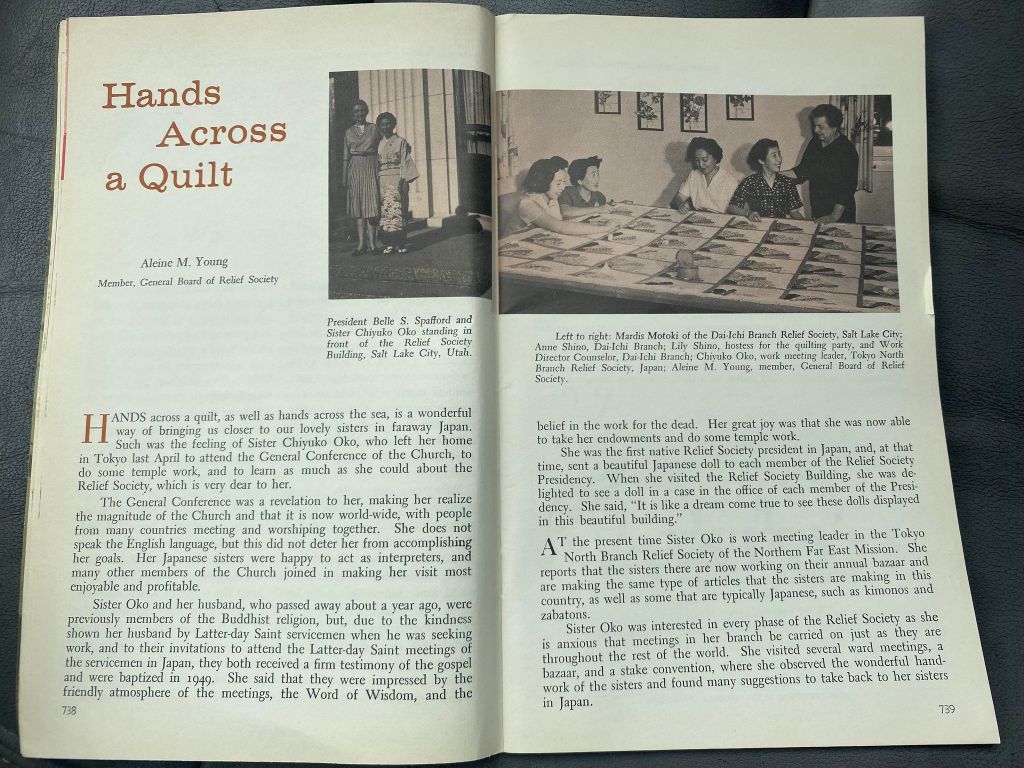 Hands
Across
a Quilt
Aleine M. Young
Member, General Board of Relief Society
President Belle S. Spafford and
Sister Chiyuko Oko standing in
front of the Relief Society
Building, Salt Lake City, Utah.
HANDS across a quilt, as well as hands across the sea, is a wonderful
way of bringing us closer to our lovely sisters in faraway Japan.
Such was the feeling of Sister Chiyuko Oko, who left her home
in Tokyo last April to attend the General Conference of the Church, to
do some temple work, and to learn as much as she could about the
Relief Society, which is very dear to her.
The General Conference was a revelation to her, making her realize
the magnitude of the Church and that it is now world-wide, with people
from many countries meeting and worshiping together. She does not
speak the English language, but this did not deter her from accomplishing
her goals. Her Japanese sisters were happy to act as interpreters, and
many other members of the Church joined in making her visit most
enjoyable and profitable.
Sister Oko and her husband, who passed away about a year ago, were
previously members of the Buddhist religion, but, due to the kindness
shown her husband by Latter-day Saint servicemen when he was seeking
work, and to their invitations to attend the Latter-day Saint meetings of
the servicemen in Japan, they both received a firm testimony of the gospel
and were baptized in 1949. She said that they were impressed by the
friendly atmosphere of the meetings, the Word of Wisdom, and the
738
Left to right: Mardis Motoki of the Dai-Ichi Branch Relief Society, Salt Lake City;
Anne Shino, Dai-Ichi Branch; Lily Shino, hostess for the quilting party, and Work
Director Counselor, Dai-Ichi Branch; Chiyuko Oko, work meeting leader, Tokyo North
Branch Relief Society, Japan; Aleine M. Young, member, General Board of Relief
Society.
belief in the work for the dead. Her great joy was that she was now able
to take her endowments and do some temple work.
She was the first native Relief Society president in Japan, and, at that
time, sent a beautiful Japanese doll to each member of the Relief Society
Presidency. When she visited the Relief Society Building, she was de-
lighted to see a doll in a case in the office of each member of the Presi-
dency. She said, "It is like a dream come true to see these dolls displayed
in this beautiful building."
AT the present time Sister Oko is work meeting leader in the Tokyo
North Branch Relief Society of the Northern Far East Mission. She
reports that the sisters there are now working on their annual bazaar and
are making the same type of articles that the sisters are making in this
country, as well as some that are typically Japanese, such as kimonos and
zabatons.
Sister Oko was interested in every phase of the Relief Society as she
is anxious that meetings in her branch be carried on just as they are
throughout the rest of the world. She visited several ward meetings, a
bazaar, and a stake convention, where she observed the wonderful hand-
work of the sisters and found many suggestions to take back to her sisters
in Japan.
739